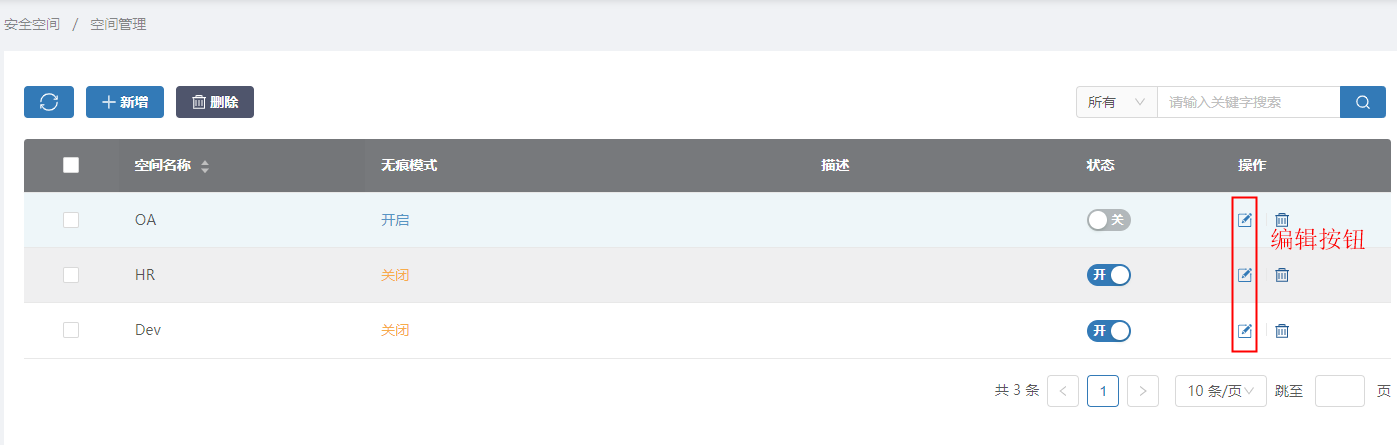 安全空间 / 空间管理
新增 删除 所有 请输入关键字搜索
空间名称 无痕模式 描述 状态 操作
OA 开启 关
编辑按钮
HR 关闭 开
Dev 关闭 开
共 3 条 < 1 > 10 条/页 跳至 页